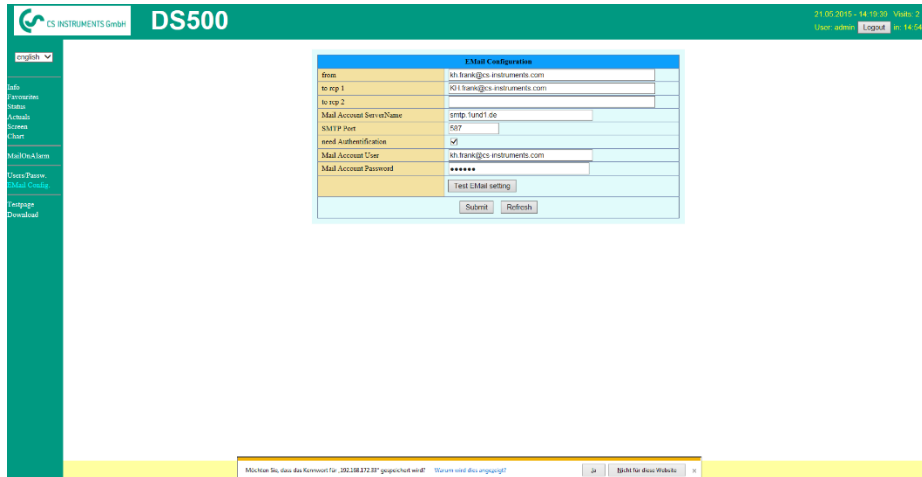 CS INSTRUMENTS GmbH
DS500
21.05.2015 - 14:19:39 Visits: 2
User: admin Logout in: 14:54
english
Info
Favourites
Status
Actuals
Screen
Chart
MailOnAlarm
Users/Passw.
EMail Config.
Testpage
Download
EMail Configuration
from kh.frank@cs-instruments.com
to rcp 1 KH.frank@cs-instruments.com
to rcp 2
Mail Account ServerName smtp.1und1.de
SMTP Port 587
need Authentification
Mail Account User kh.frank@cs-instruments.com
Mail Account Password ••••••
Test EMail setting
Submit Refresh
Möchten Sie, dass das Kennwort für „192.168.172.33" gespeichert wird? Warum wird dies angezeigt? Ja Nicht für diese Website ×